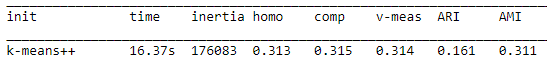 init time inertia homo comp v-meas ARI AMI
k-means++ 16.37s 176083 0.313 0.315 0.314 0.161 0.311